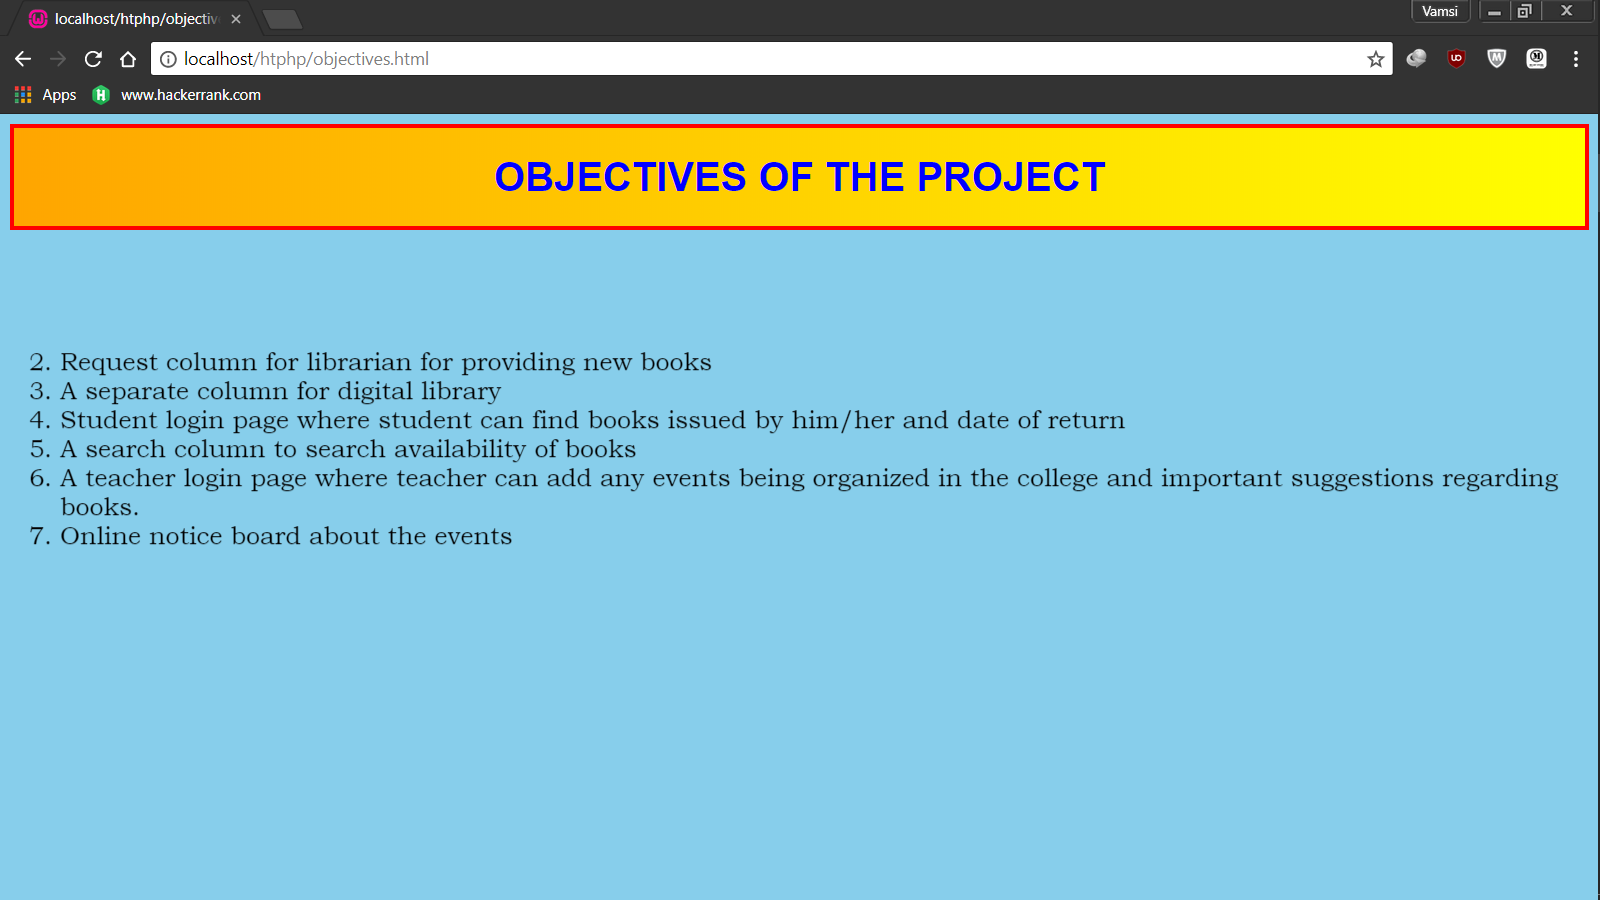 localhost/htphp/objectiv
Vamsi
localhost/htphp/objectives.html
Apps
www.hackerrank.com
OBJECTIVES OF THE PROJECT
2. Request column for librarian for providing new books
3. A separate column for digital library
4. Student login page where student can find books issued by him/her and date of return
5. A search column to search availability of books
6. A teacher login page where teacher can add any events being organized in the college and important suggestions regarding
books.
7. Online notice board about the events